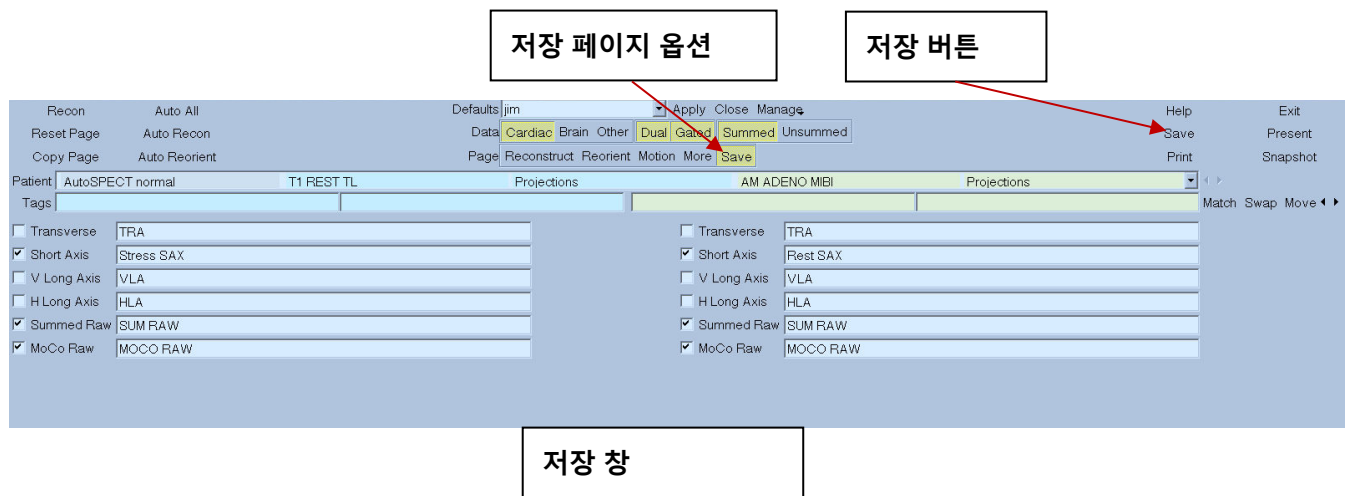 저장 페이지 옵션
저장 버튼
Recon Auto All Defaults jim Apply Close Manage Help Exit
Reset Page Auto Recon Data Cardiac Brain Other Dual Gated Summed Unsummed Save Present
Copy Page Auto Reorient Page Reconstruct Reorient Motion More Save Print Snapshot
Patient AutoSPECT normal T1 REST TL Projections AM ADENO MIBI Projections
Tags Match Swap Move
Transverse TRA Transverse TRA
Short Axis Stress SAX Short Axis Rest SAX
V Long Axis VLA V Long Axis VLA
H Long Axis HLA H Long Axis HLA
Summed Raw SUM RAW Summed Raw SUM RAW
MoCo Raw MOCO RAW MoCo Raw MOCO RAW
저장 창